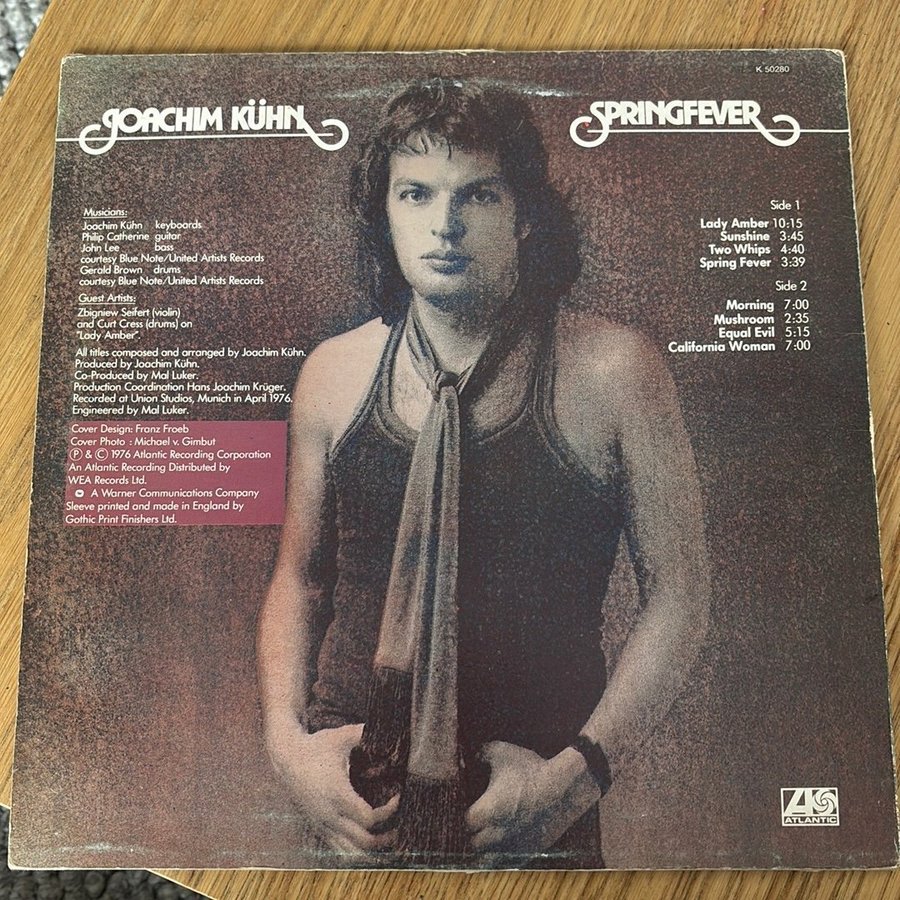 K 50280
JOACHIM KÜHN
SPRINGFEVER
Musicians:
Joachim Kühn keyboards
Philip Catherine guitar
John Lee bass
courtesy Blue Note/United Artists Records
Gerald Brown drums
courtesy Blue Note/United Artists Records
Guest Artists:
Zbigniew Seifert (violin)
and Curt Cress (drums) on
"Lady Amber".
All titles composed and arranged by Joachim Kühn.
Produced by Joachim Kühn.
Co-Produced by Mal Luker.
Production Coordination Hans Joachim Krüger.
Recorded at Union Studios, Munich in April 1976.
Engineered by Mal Luker.
Cover Design: Franz Froeb
Cover Photo : Michael v. Gimbut
Ⓟ & Ⓒ 1976 Atlantic Recording Corporation
An Atlantic Recording Distributed by
WEA Records Ltd.
A Warner Communications Company
Sleeve printed and made in England by
Gothic Print Finishers Ltd.
Side 1
Lady Amber 10:15
Sunshine 3:45
Two Whips 4:40
Spring Fever 3:39
Side 2
Morning 7:00
Mushroom 2:35
Equal Evil 5:15
California Woman 7:00
ATLANTIC